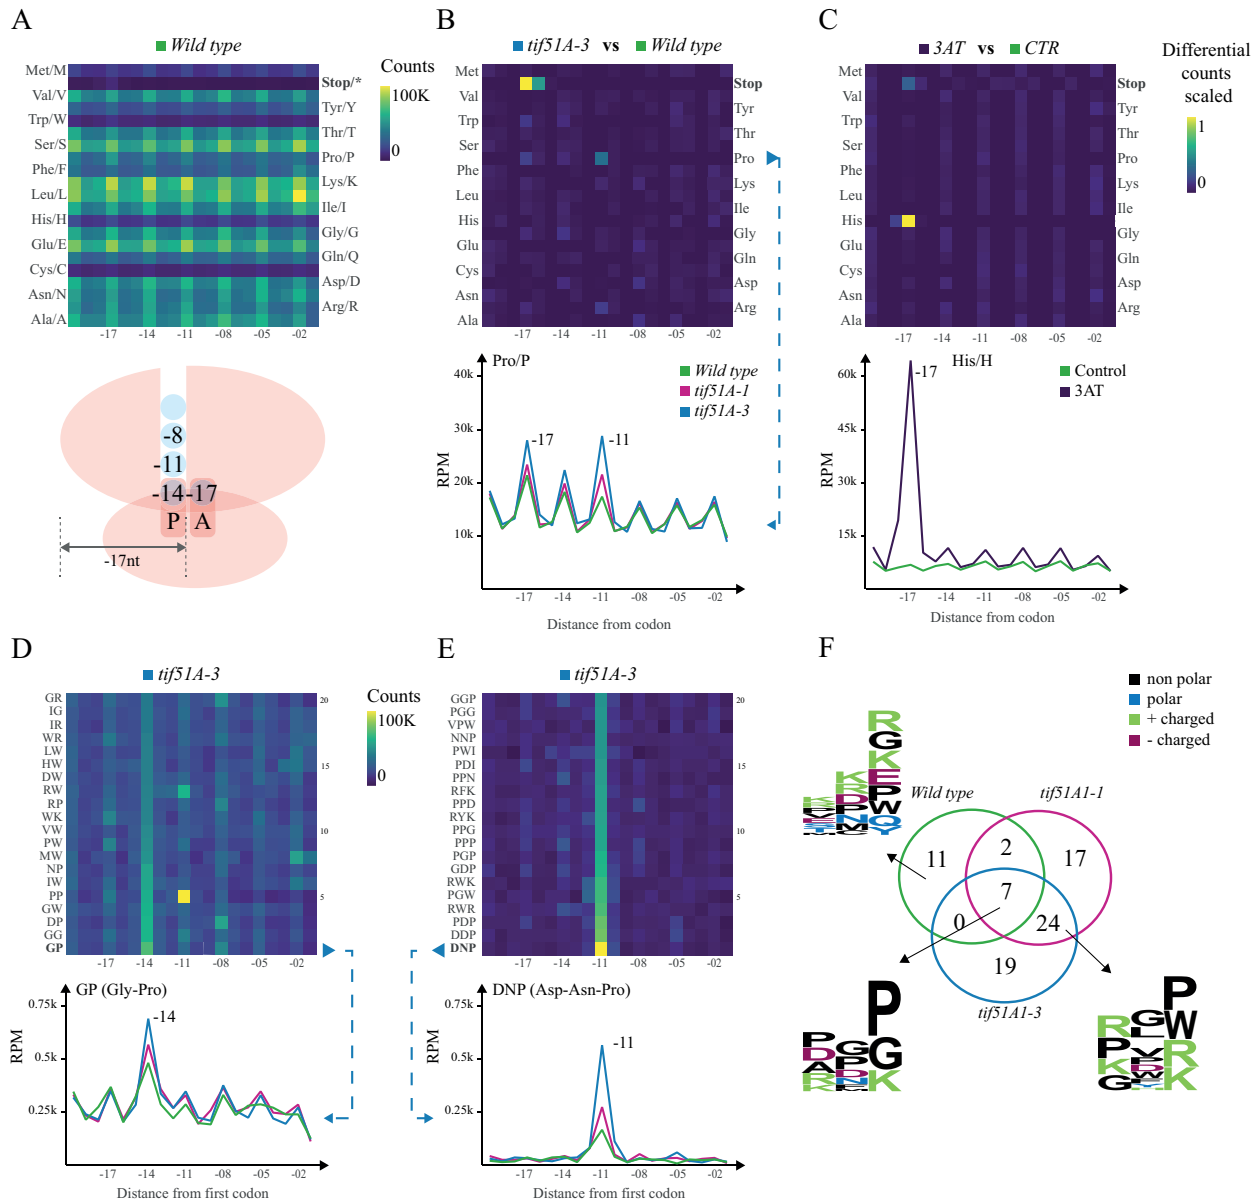 A
Wild type
Counts
100K
0
Met/M
Stop/*
Val/V
Tyr/Y
Trp/W
Thr/T
Ser/S
Pro/P
Phe/F
Lys/K
Leu/L
Ile/I
His/H
Gly/G
Glu/E
Gln/Q
Cys/C
Asp/D
Asn/N
Arg/R
Ala/A
-17 -14 -11 -08 -05 -02
-8
-11
-14 -17
P A
-17nt
B
tif51A-3 vs Wild type
Met
Stop
Val
Tyr
Trp
Thr
Ser
Pro
Phe
Lys
Leu
Ile
His
Gly
Glu
Gln
Cys
Asp
Asn
Arg
Ala
-17 -14 -11 -08 -05 -02
Pro/P
Wild type
tif51A-1
tif51A-3
40k
30k
20k
10k
RPM
-17
-11
-17 -14 -11 -08 -05 -02
Distance from codon
C
3AT vs CTR
Differential
counts
scaled
1
0
Met
Stop
Val
Tyr
Trp
Thr
Ser
Pro
Phe
Lys
Leu
Ile
His
Gly
Glu
Gln
Cys
Asp
Asn
Arg
Ala
-17 -14 -11 -08 -05 -02
His/H
Control
3AT
60k
45k
30k
15k
RPM
-17
-17 -14 -11 -08 -05 -02
Distance from codon
D
tif51A-3
Counts
100K
0
GR
IG
IR
WR
LW
HW
DW
RW
RP
WK
VW
PW
MW
NP
IW
PP
GW
DP
GG
GP
20
15
10
5
-17 -14 -11 -08 -05 -02
GP (Gly-Pro)
0.75k
0.5k
0.25k
RPM
-14
-17 -14 -11 -08 -05 -02
Distance from first codon
E
tif51A-3
GGP
PGG
VPW
NNP
PWI
PDI
PPN
RFK
PPD
RYK
PPG
PPP
PGP
GDP
RWK
PGW
RWR
PDP
DDP
DNP
20
15
10
5
-17 -14 -11 -08 -05 -02
DNP (Asp-Asn-Pro)
0.75k
0.5k
0.25k
RPM
-11
-17 -14 -11 -08 -05 -02
Distance from first codon
F
non polar
polar
+ charged
- charged
Wild type
tif51A1-1
tif51A1-3
11
2
17
7
0
24
19
R
G
K
E
P
W
Q
Y
K
R
D
P
N
M
P
D
A
R
K
G
P
D
N
P
G
K
R
P
K
G
G
L
V
P
D
W
P
W
R
K